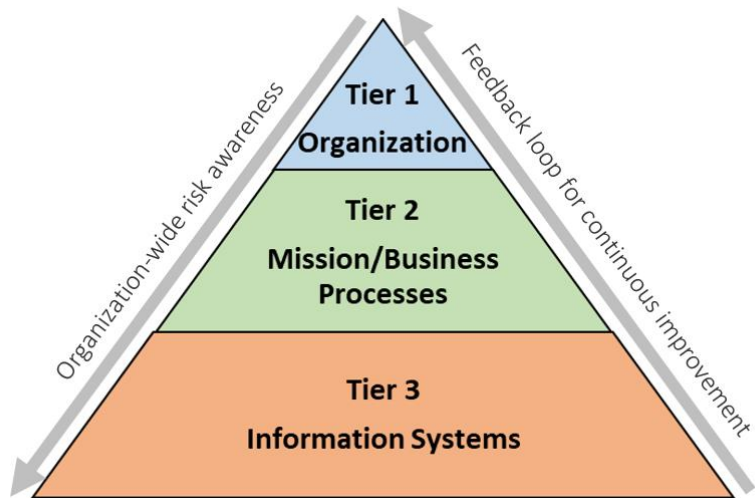 Organization-wide risk awareness
Feedback loop for continuous improvement
Tier 1
Organization
Tier 2
Mission/Business
Processes
Tier 3
Information Systems